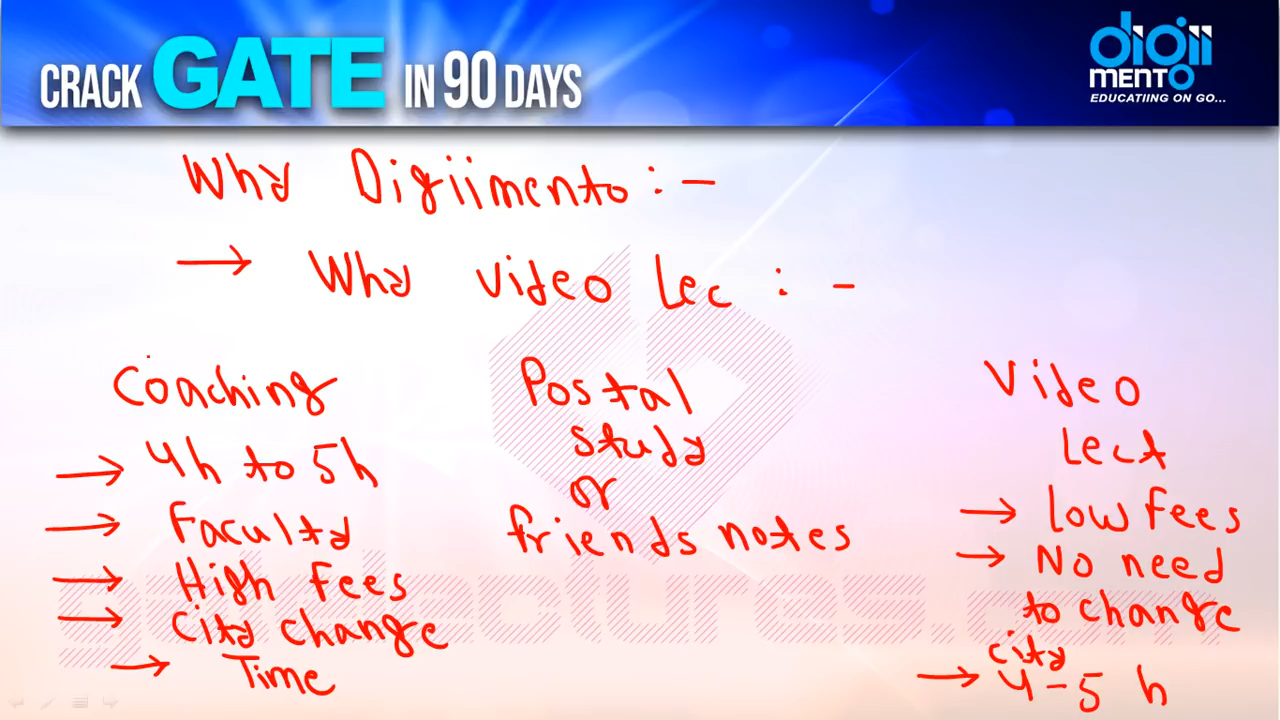 CRACK GATE IN 90 DAYS
digii
MENTO
EDUCATIING ON GO...
Why Digiimento :-
→ Why video Lec : -
Coaching
→ 4h to 5h
→ Faculty
→ High Fees
→ City change
→ Time
Postal
study
or
friends notes
Video
Lect
→ low fees
→ No need
to change
city
→ 4-5 h